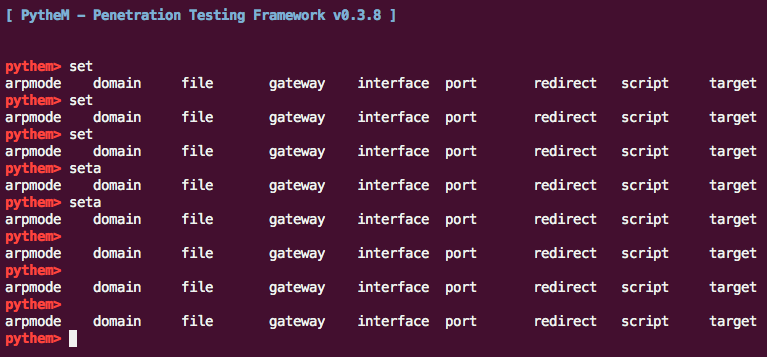 [ PytheM – Penetration Testing Framework v0.3.8 ]
pythem> set
arpmode domain file gateway interface port redirect script target
pythem> set
arpmode domain file gateway interface port redirect script target
pythem> set
arpmode domain file gateway interface port redirect script target
pythem> seta
arpmode domain file gateway interface port redirect script target
pythem> seta
arpmode domain file gateway interface port redirect script target
pythem>
arpmode domain file gateway interface port redirect script target
pythem>
arpmode domain file gateway interface port redirect script target
pythem>
arpmode domain file gateway interface port redirect script target
pythem>